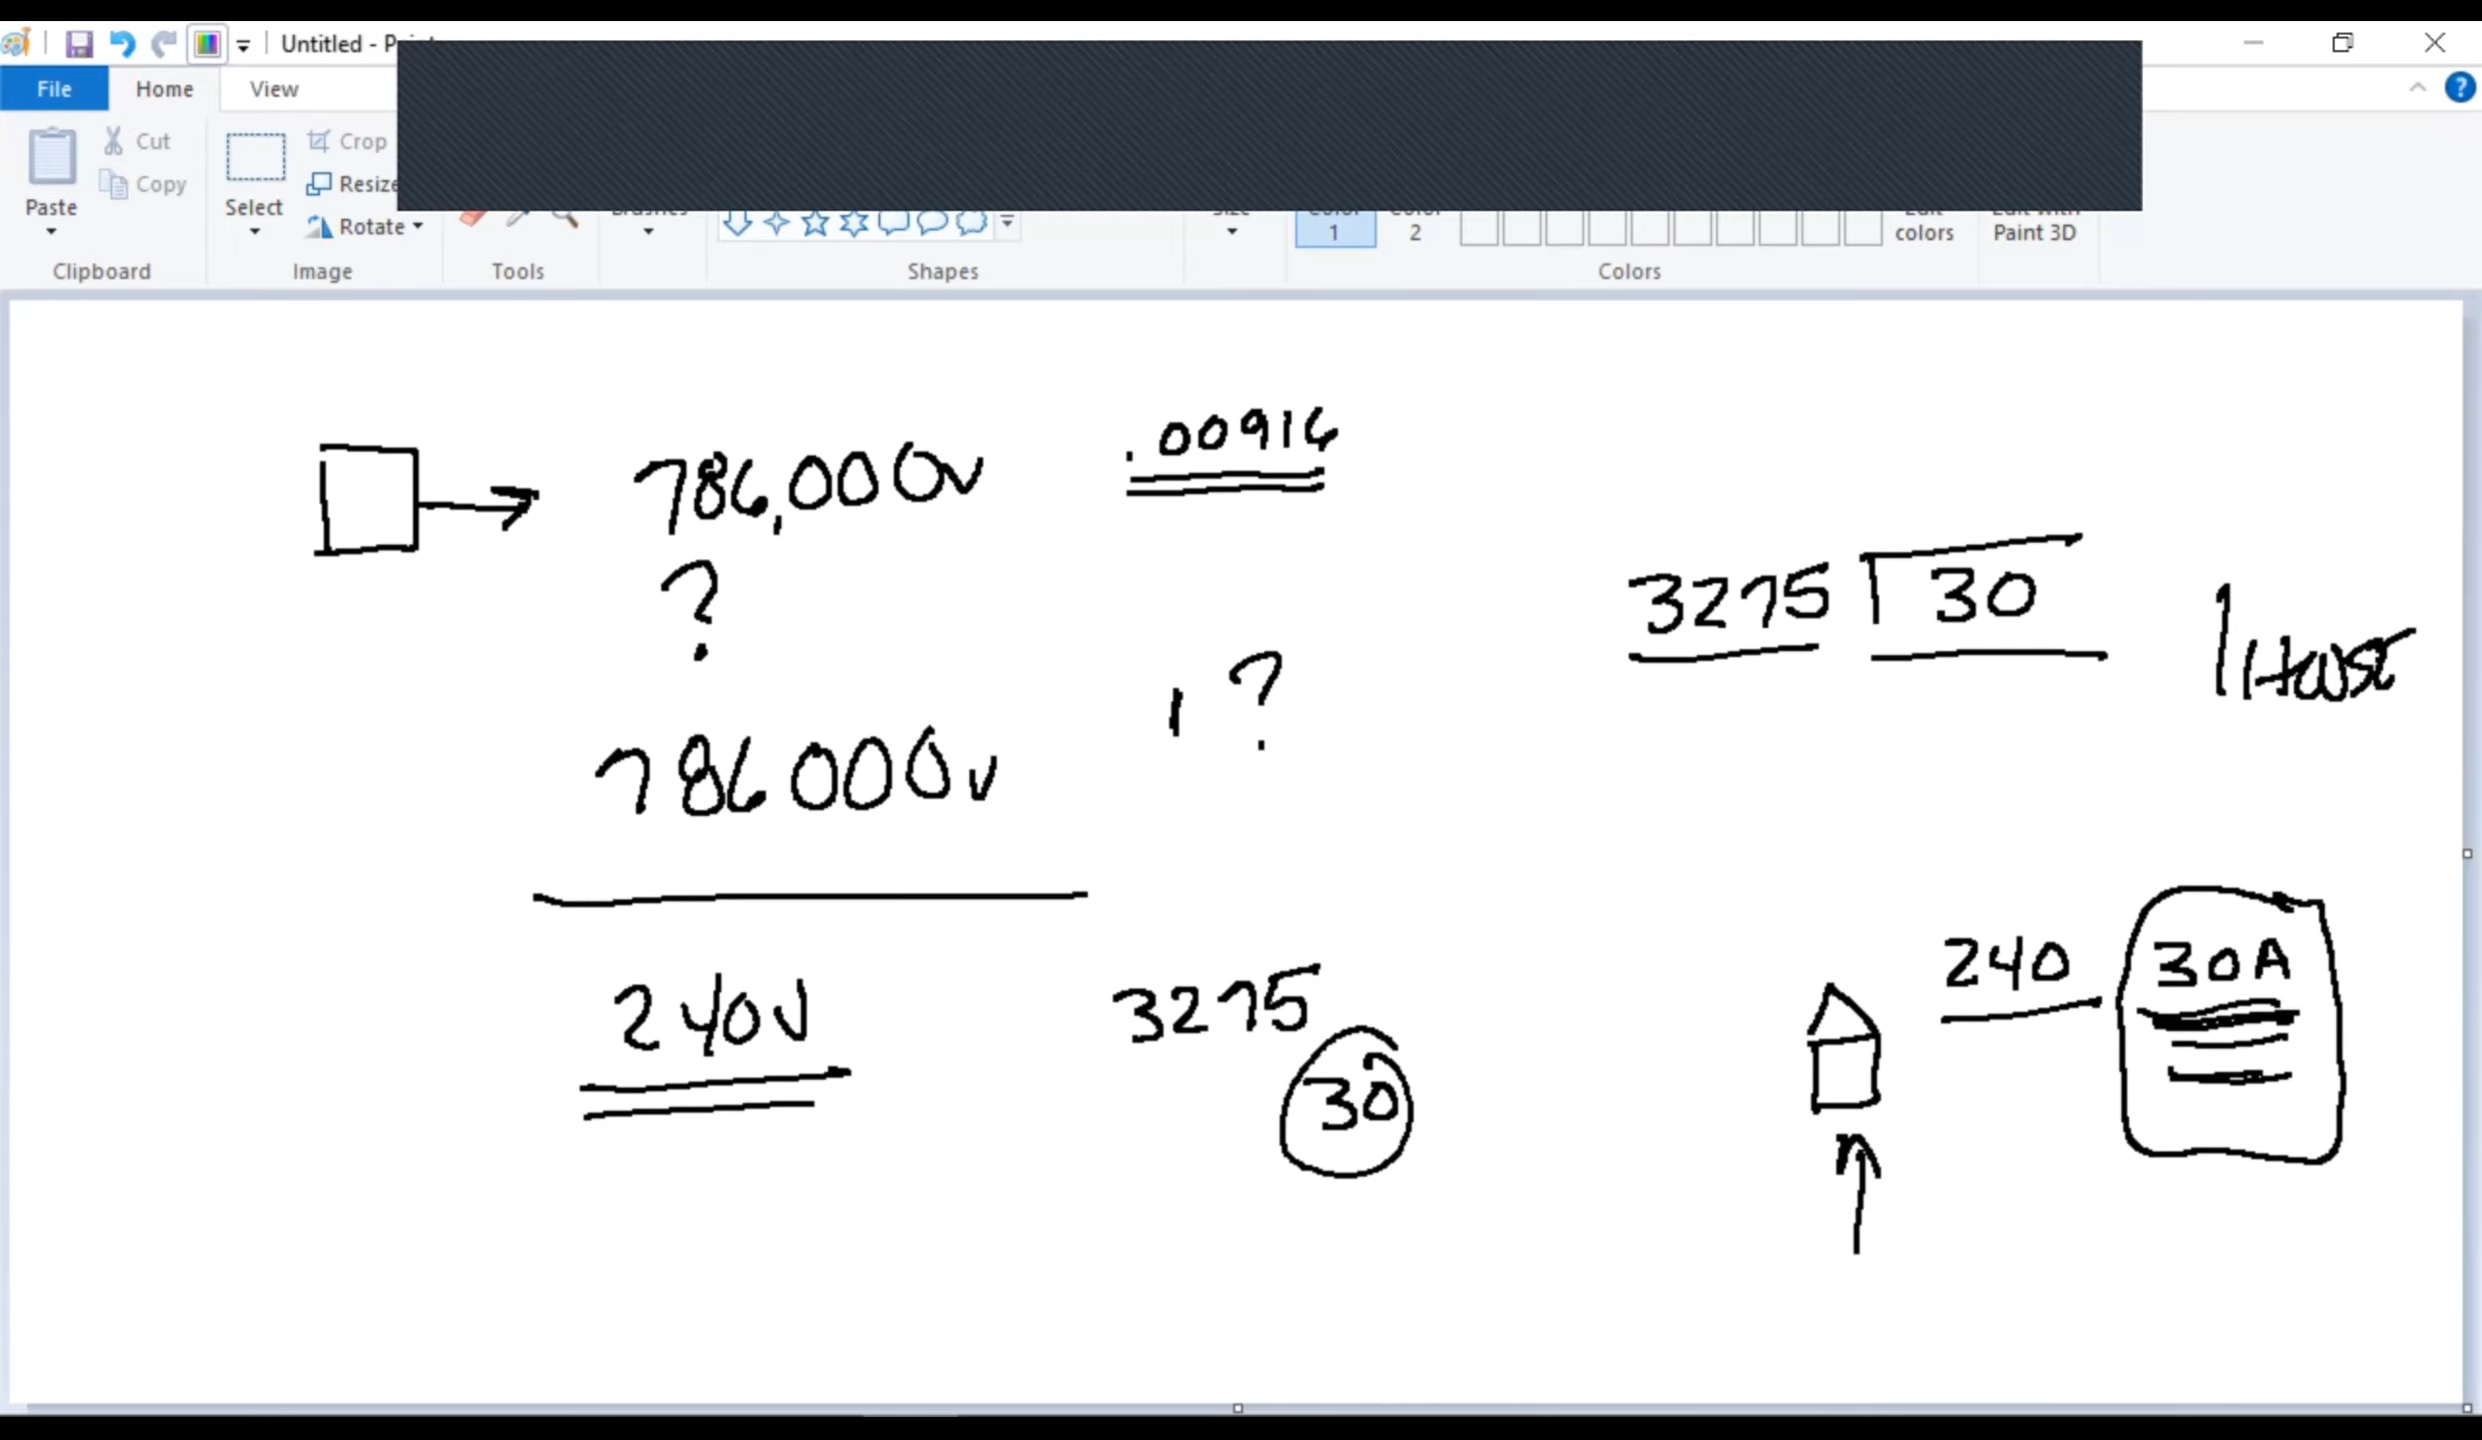 Untitled - P
File Home View
Cut
Copy
Paste
Select
Crop
Resize
Rotate
1
2
colors
Paint 3D
Clipboard
Image
Tools
Shapes
Colors
786,000v
.00916
?
3275 30
1 House
, ?
786000v
240v
3275
30
240
30A